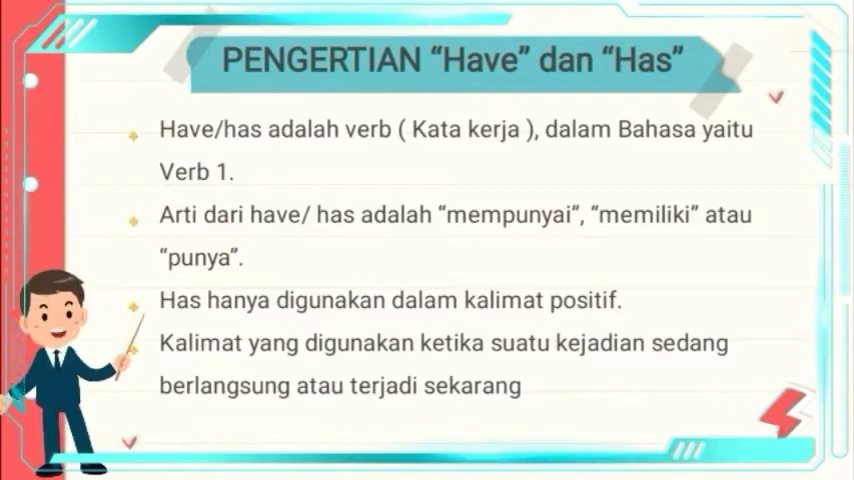 PENGERTIAN “Have” dan “Has”
Have/has adalah verb ( Kata kerja ), dalam Bahasa yaitu
Verb 1.
Arti dari have/ has adalah “mempunyai”, “memiliki” atau
“punya”.
Has hanya digunakan dalam kalimat positif.
Kalimat yang digunakan ketika suatu kejadian sedang
berlangsung atau terjadi sekarang